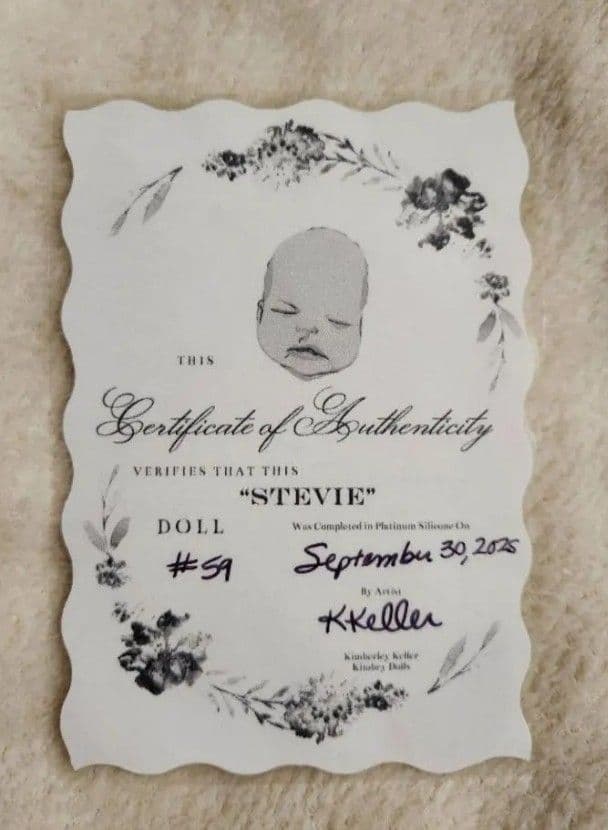 THIS
Certificate of Authenticity
VERIFIES THAT THIS
“STEVIE”
DOLL
#59
Was Completed in Platinum Silicone On
September 30, 2025
By Artist
KKeller
Kimberley Keller
Kimbey Dolls